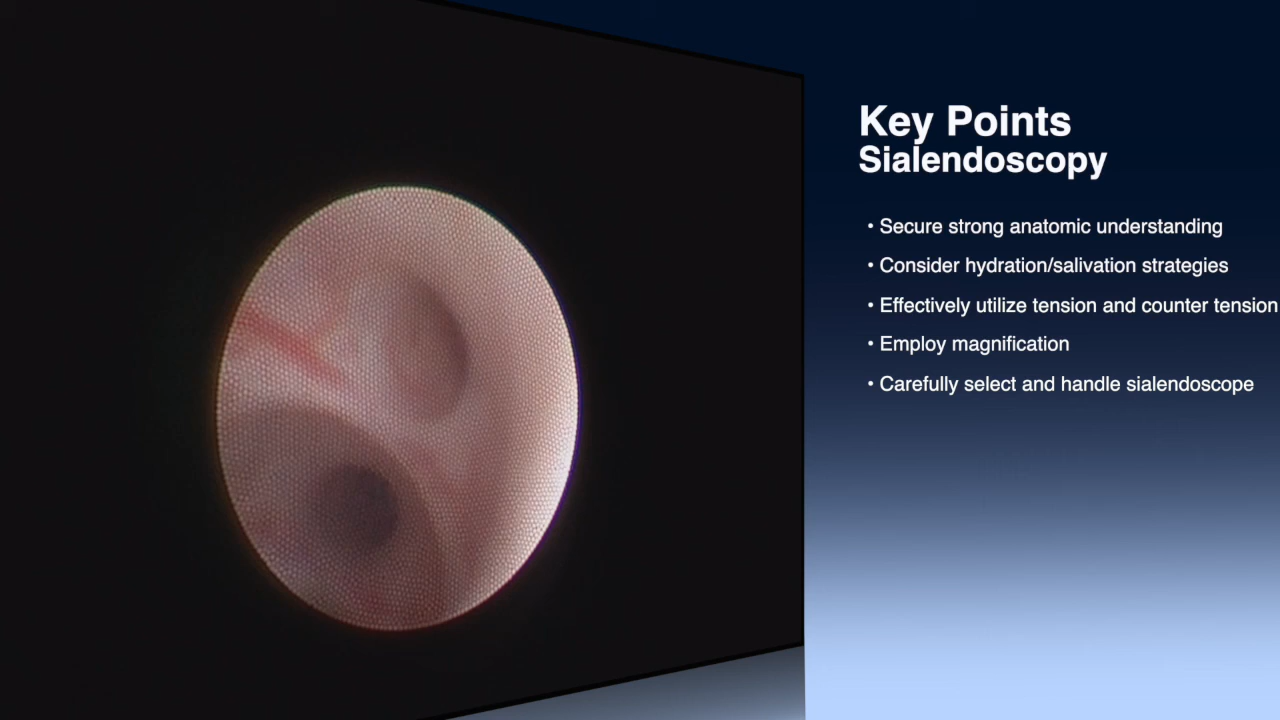 Key Points
Sialendoscopy
• Secure strong anatomic understanding
• Consider hydration/salivation strategies
• Effectively utilize tension and counter tension
• Employ magnification
• Carefully select and handle sialendoscope